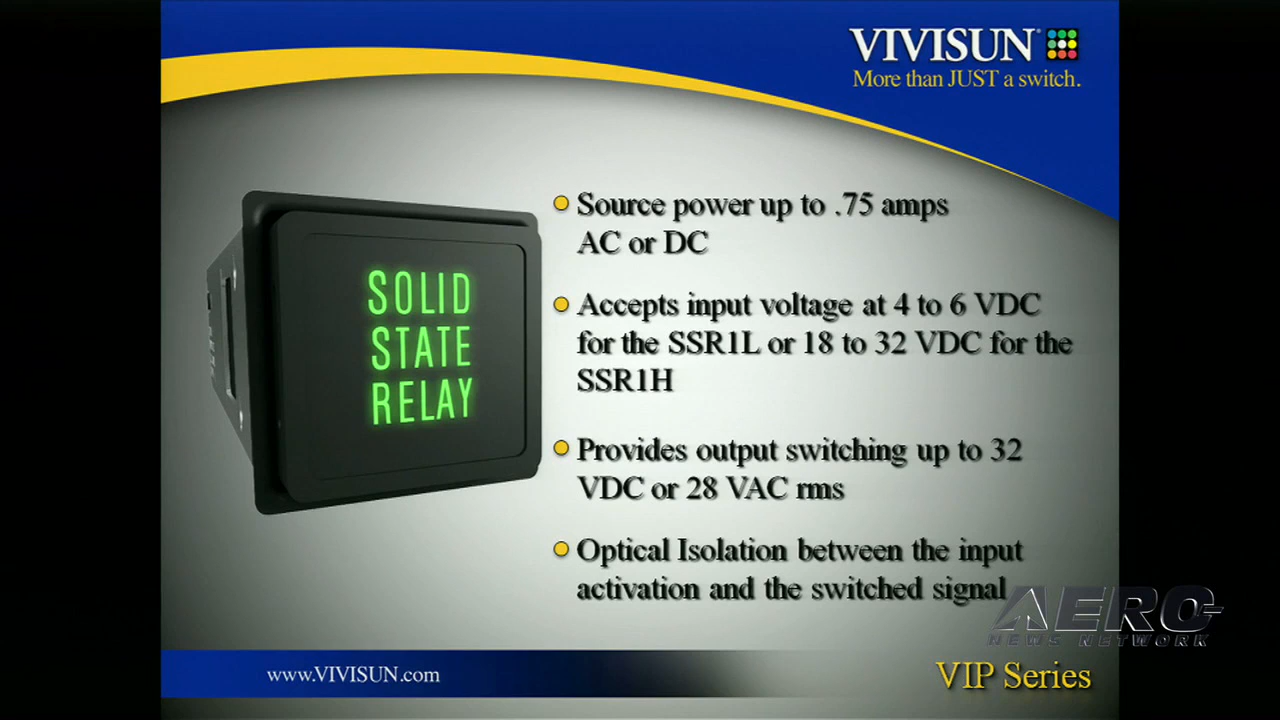 VIVISUN®
More than JUST a switch.
SOLID
STATE
RELAY
Source power up to .75 amps
AC or DC
Accepts input voltage at 4 to 6 VDC
for the SSR1L or 18 to 32 VDC for the
SSR1H
Provides output switching up to 32
VDC or 28 VAC rms
Optical Isolation between the input
activation and the switched signal
AERO
NEWS NETWORK
www.VIVISUN.com
VIP Series